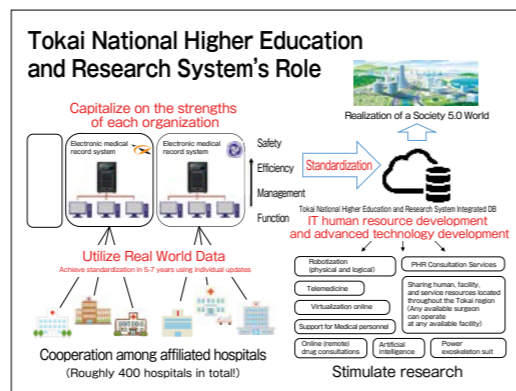 Tokai National Higher Education
and Research System's Role
Capitalize on the strengths
of each organization
Electronic medical
record system
Electronic medical
record system
Safety
Efficiency
Management
Function
Standardization
Realization of a Society 5.0 World
Tokai National Higher Education and Research System Integrated DB
IT human resource development
and advanced technology development
Utilize Real World Data
Achieve standardization in 5-7 years using individual updates
Cooperation among affiliated hospitals
(Roughly 400 hospitals in total!)
Robotization
(physical and logical)
Telemedicine
Virtualization online
Support for Medical personnel
Online (remote)
drug consultations
Artificial
intelligence
Power
exoskeleton suit
PHR Consultation Services
Sharing human, facility,
and service resources located
throughout the Tokai region
(Any available surgeon
can operate
at any available facility)
Stimulate research